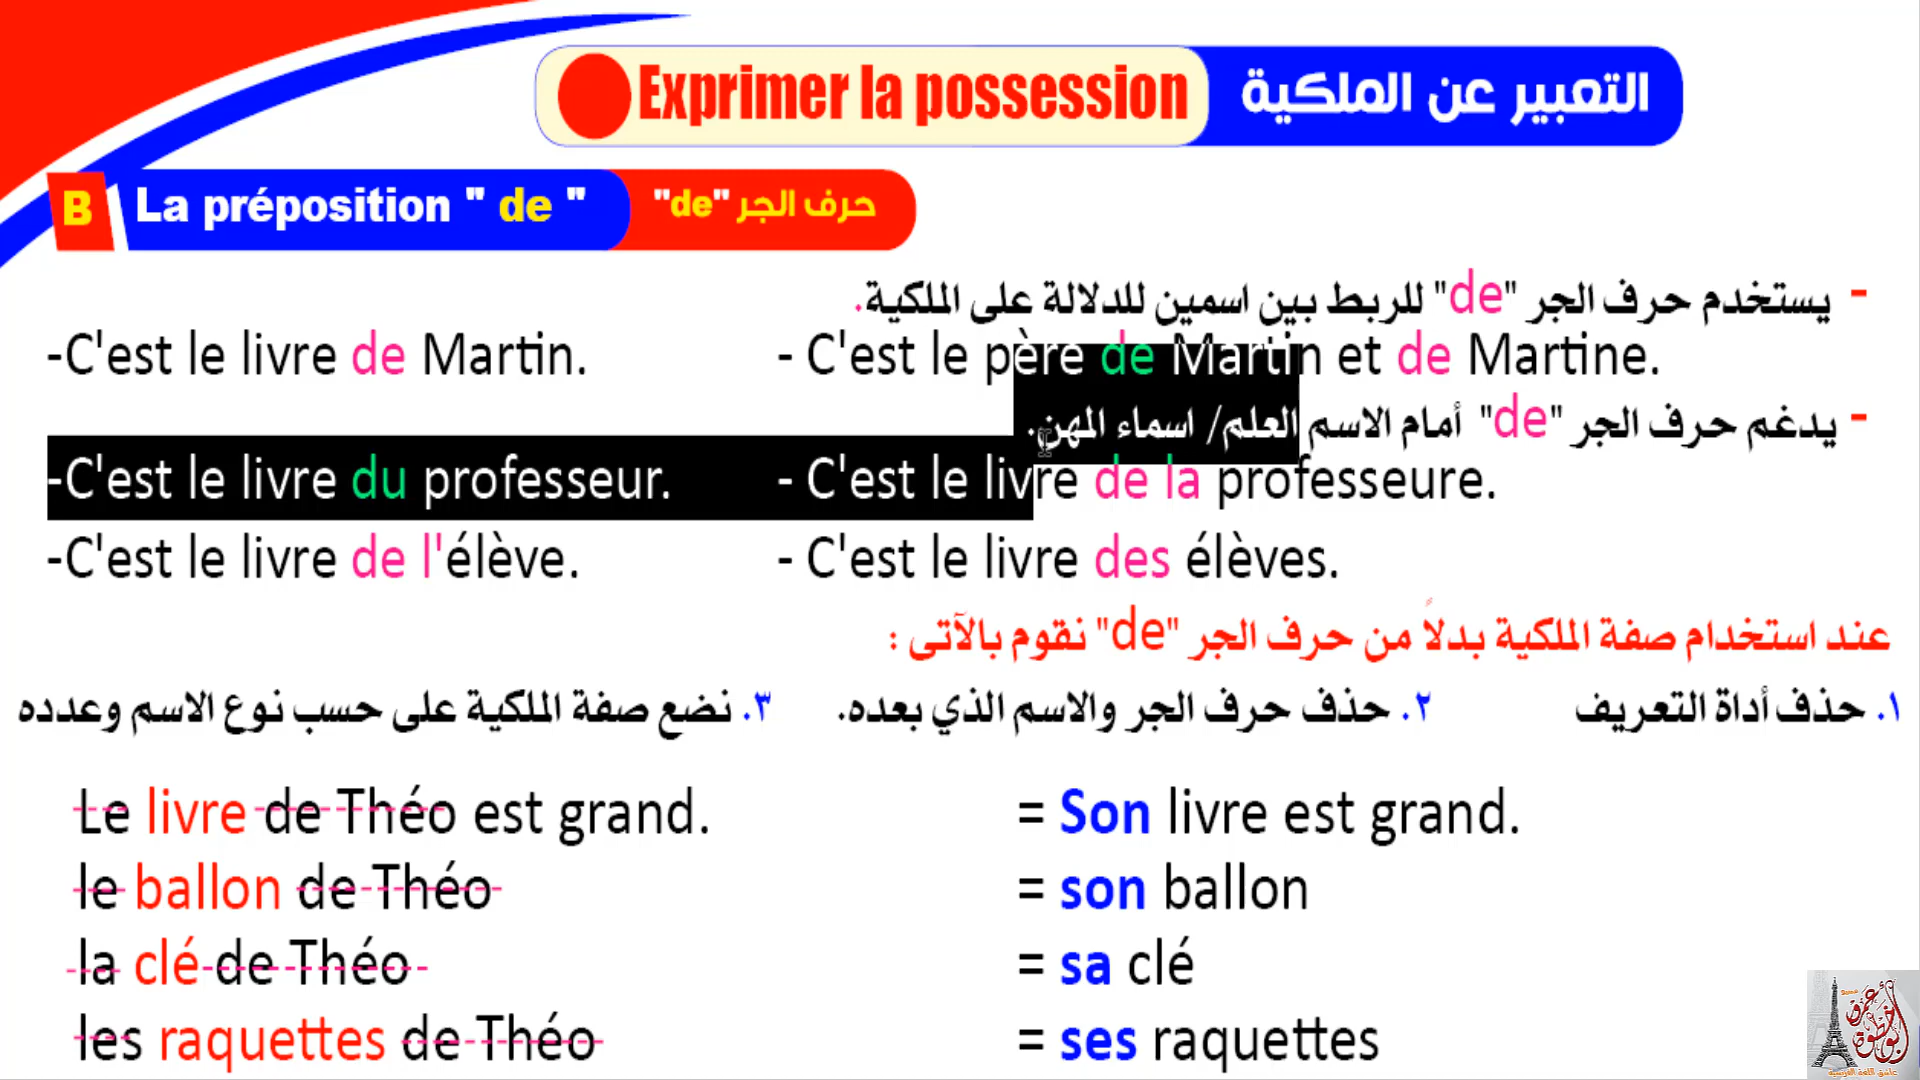 Exprimer la possession التعبير عن الملكية
B La préposition " de " حرف الجر "de"
- يستخدم حرف الجر "de" للربط بين اسمين للدلالة على الملكية.
-C'est le livre de Martin. - C'est le père de Martin et de Martine.
- يدغم حرف الجر "de" أمام الاسم العلم/ اسماء المهن.
-C'est le livre du professeur. - C'est le livre de la professeure.
-C'est le livre de l'élève. - C'est le livre des élèves.
عند استخدام صفة الملكية بدلاً من حرف الجر "de" نقوم بالآتى :
١. حذف أداة التعريف ٢. حذف حرف الجر والاسم الذي بعده. ٣. نضع صفة الملكية على حسب نوع الاسم وعدده
Le livre de Théo est grand. = Son livre est grand.
le ballon de Théo = son ballon
la clé de Théo = sa clé
les raquettes de Théo = ses raquettes
عاشق اللغة الفرنسية